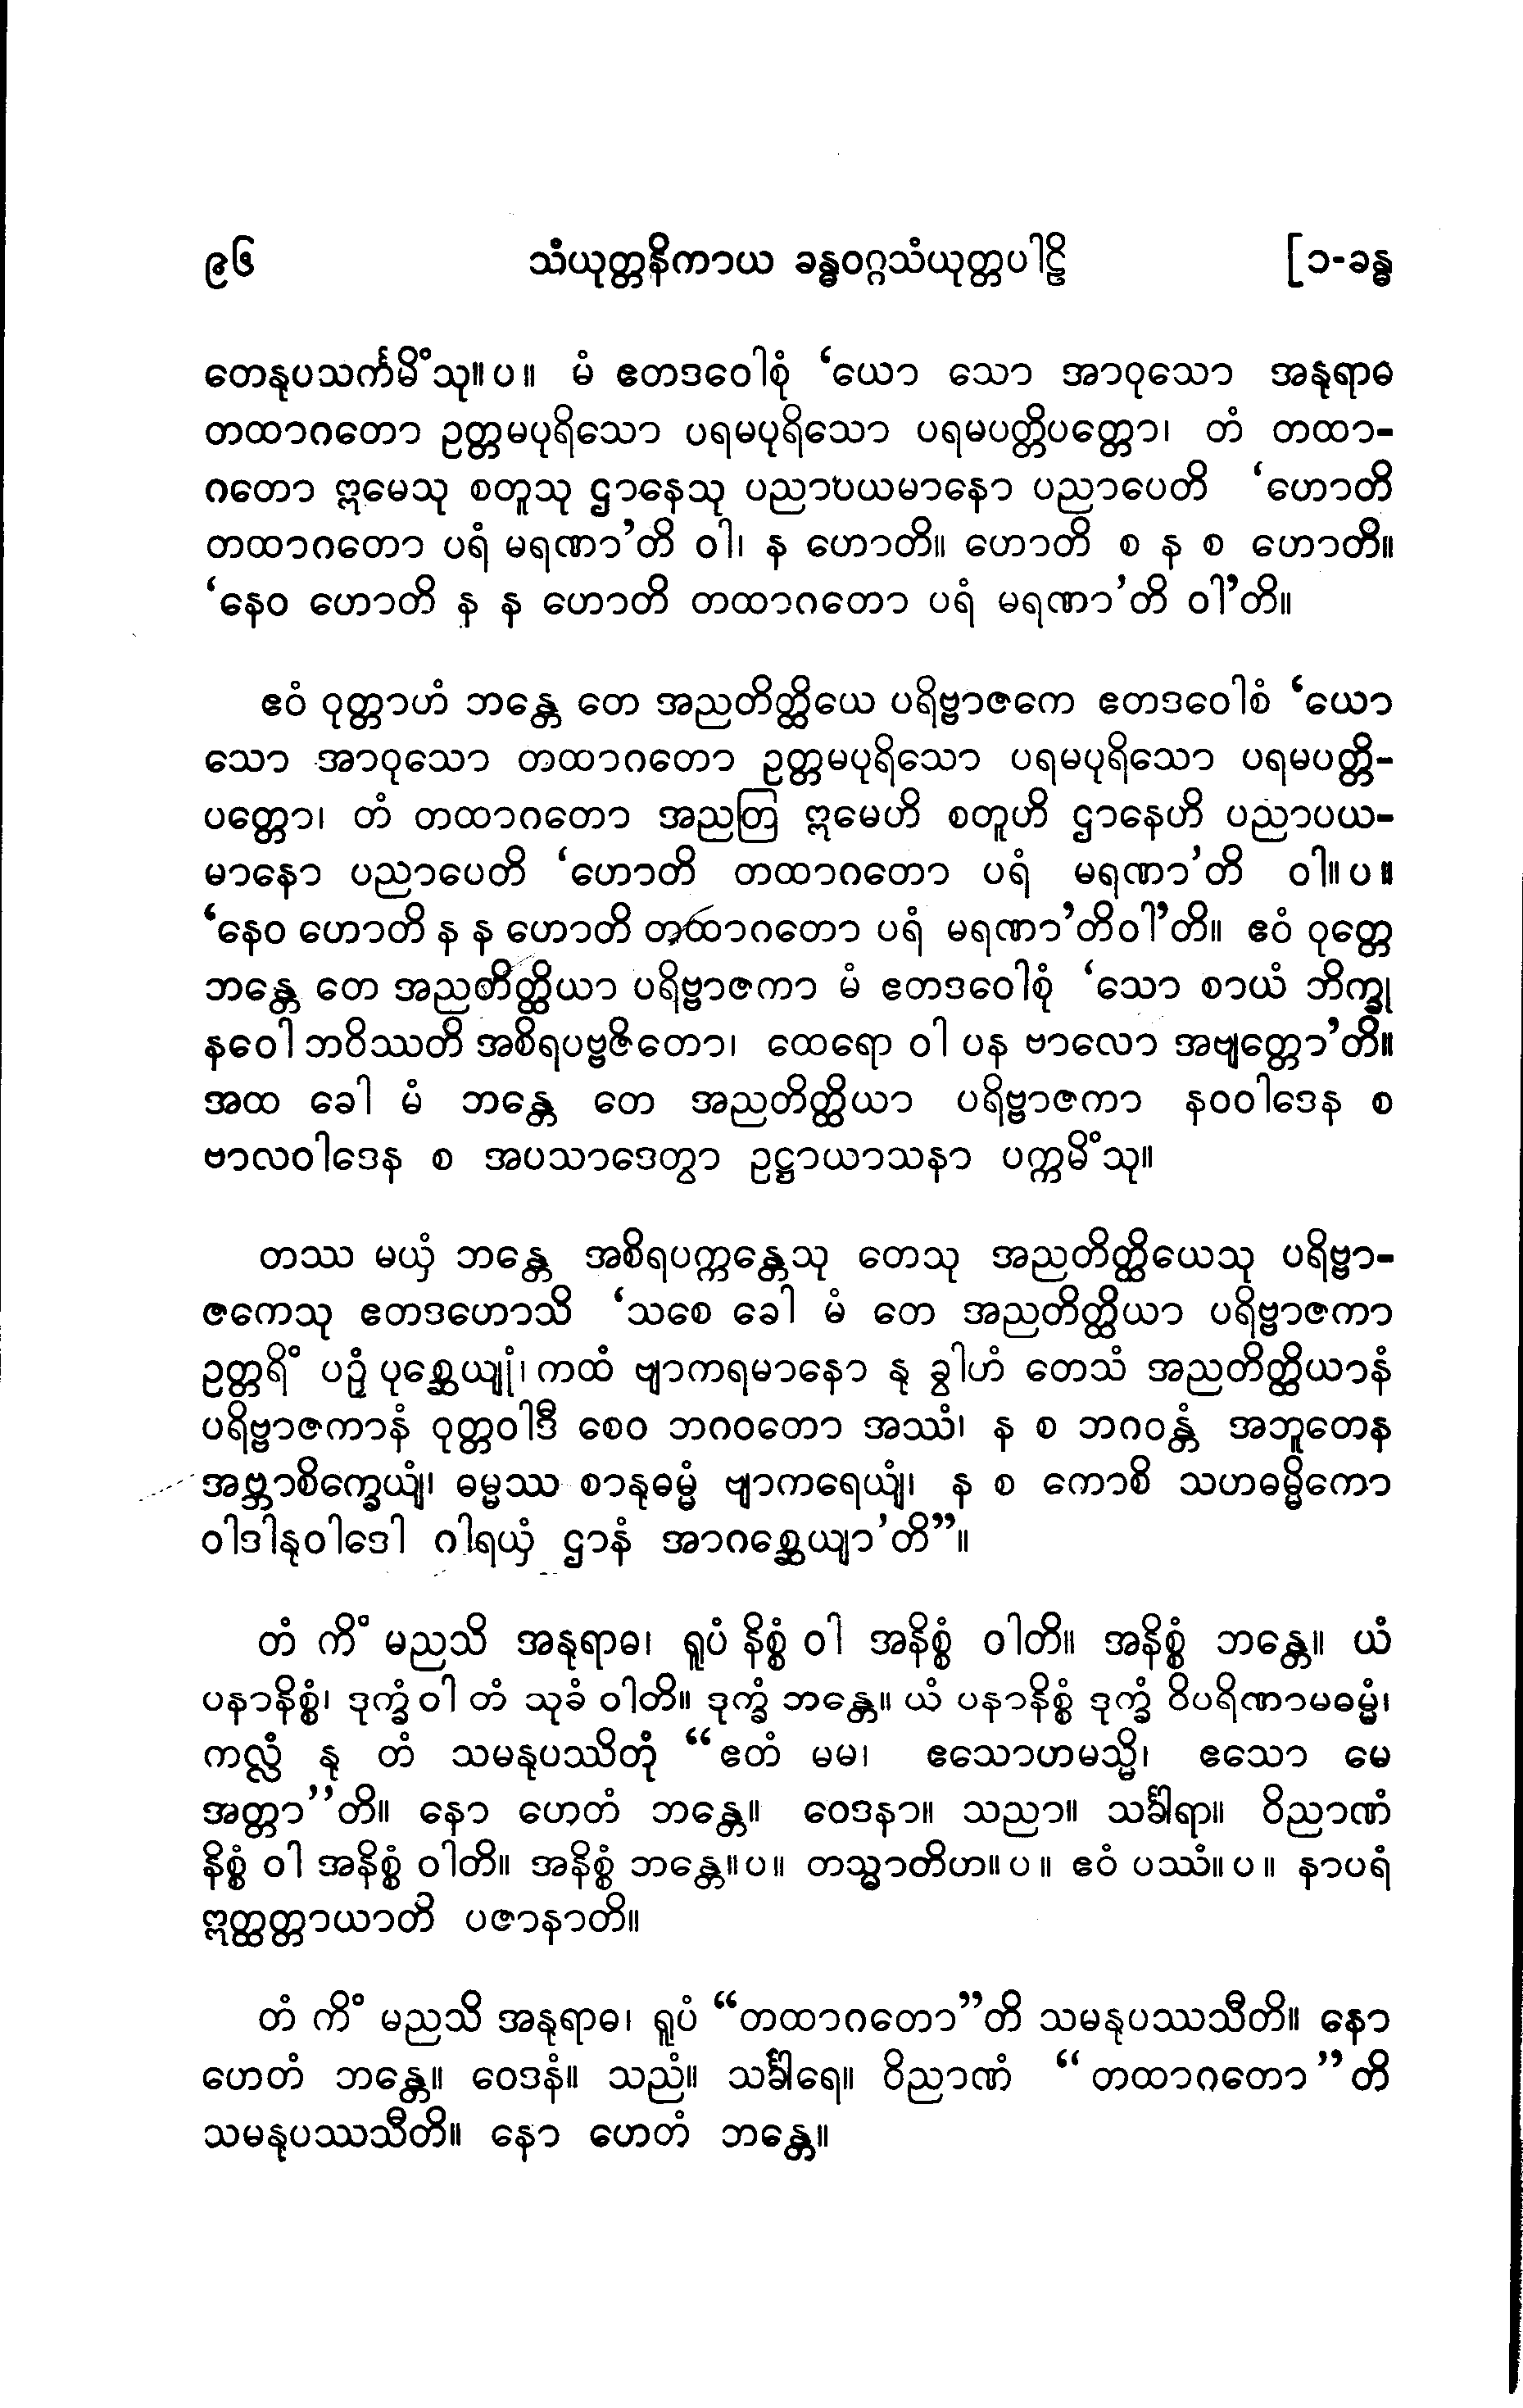 ၉၆ သံယုတ္တနိကာယ ခန္ဓဝဂ္ဂသံယုတ္တပါဠိ [၁-ခန္ဓ
တေနုပသင်္ကမိံသု။ပ။ မံ ဧတဒဝေါစုံ ‘ယော သော အာဝုသော အနုရာဓ
တထာဂတော ဥတ္တမပုရိသော ပရမပုရိသော ပရမပတ္တိပတ္တော၊ တံ တထာ-
ဂတော ဣမေသု စတူသု ဌာနေသု ပညာပယမာနော ပညာပေတိ ‘ဟောတိ
တထာဂတော ပရံ မရဏာ’တိ ဝါ၊ န ဟောတိ။ ဟောတိ စ န စ ဟောတိ။
‘နေဝ ဟောတိ န န ဟောတိ တထာဂတော ပရံ မရဏာ’တိ ဝါ’တိ။
ဧဝံ ဝုတ္တာဟံ ဘန္တေ တေ အညတိတ္ထိယေ ပရိဗ္ဗာဇကေ ဧတဒဝေါစံ ‘ယော
သော အာဝုသော တထာဂတော ဥတ္တမပုရိသော ပရမပုရိသော ပရမပတ္တိ-
ပတ္တော၊ တံ တထာဂတော အညတြ ဣမေဟိ စတူဟိ ဌာနေဟိ ပညာပယ-
မာနော ပညာပေတိ ‘ဟောတိ တထာဂတော ပရံ မရဏာ’တိ ဝါ။ပ။
‘နေဝ ဟောတိ န န ဟောတိ တထာဂတော ပရံ မရဏာ’တိဝါ’တိ။ ဧဝံ ဝုတ္တေ
ဘန္တေ တေ အညတိတ္ထိယာ ပရိဗ္ဗာဇကာ မံ ဧတဒဝေါစုံ ‘သော စာယံ ဘိက္ခု
နဝေါ ဘဝိဿတိ အစိရပဗ္ဗဇိတော၊ ထေရော ဝါ ပန ဗာလော အဗျတ္တော’တိ။
အထ ခေါ မံ ဘန္တေ တေ အညတိတ္ထိယာ ပရိဗ္ဗာဇကာ နဝဝါဒေန စ
ဗာလဝါဒေန စ အပသာဒေတွာ ဥဋ္ဌာယာသနာ ပက္ကမိံသု။
တဿ မယှံ ဘန္တေ အစိရပက္ကန္တေသု တေသု အညတိတ္ထိယေသု ပရိဗ္ဗာ-
ဇကေသု ဧတဒဟောသိ ‘သစေ ခေါ မံ တေ အညတိတ္ထိယာ ပရိဗ္ဗာဇကာ
ဥတ္တရိံ ပဉှံ ပုစ္ဆေယျုံ၊ ကထံ ဗျာကရမာနော နု ခွါဟံ တေသံ အညတိတ္ထိယာနံ
ပရိဗ္ဗာဇကာနံ ဝုတ္တဝါဒီ စေဝ ဘဂဝတော အဿံ၊ န စ ဘဂဝန္တံ အဘူတေန
အဗ္ဘာစိက္ခေယျံ၊ ဓမ္မဿ စာနုဓမ္မံ ဗျာကရေယျံ၊ န စ ကောစိ သဟဓမ္မိကော
ဝါဒါနုဝါဒေါ ဂါရယှံ ဌာနံ အာဂစ္ဆေယျာ’တိ”။
တံ ကိံ မညသိ အနုရာဓ၊ ရူပံ နိစ္စံ ဝါ အနိစ္စံ ဝါတိ။ အနိစ္စံ ဘန္တေ။ ယံ
ပနာနိစ္စံ၊ ဒုက္ခံ ဝါ တံ သုခံ ဝါတိ။ ဒုက္ခံ ဘန္တေ။ ယံ ပနာနိစ္စံ ဒုက္ခံ ဝိပရိဏာမဓမ္မံ၊
ကလ္လံ နု တံ သမနုပဿိတုံ “ဧတံ မမ၊ ဧသောဟမသ္မိ၊ ဧသော မေ
အတ္တာ”တိ။ နော ဟေတံ ဘန္တေ။ ဝေဒနာ။ သညာ။ သင်္ခါရာ။ ဝိညာဏံ
နိစ္စံ ဝါ အနိစ္စံ ဝါတိ။ အနိစ္စံ ဘန္တေ။ပ။ တသ္မာတိဟ။ပ။ ဧဝံ ပဿံ။ပ။ နာပရံ
ဣတ္ထတ္တာယာတိ ပဇာနာတိ။
တံ ကိံ မညသိ အနုရာဓ၊ ရူပံ “တထာဂတော”တိ သမနုပဿသီတိ။ နော
ဟေတံ ဘန္တေ။ ဝေဒနံ။ သညံ။ သင်္ခါရေ။ ဝိညာဏံ “တထာဂတော”တိ
သမနုပဿသီတိ။ နော ဟေတံ ဘန္တေ။